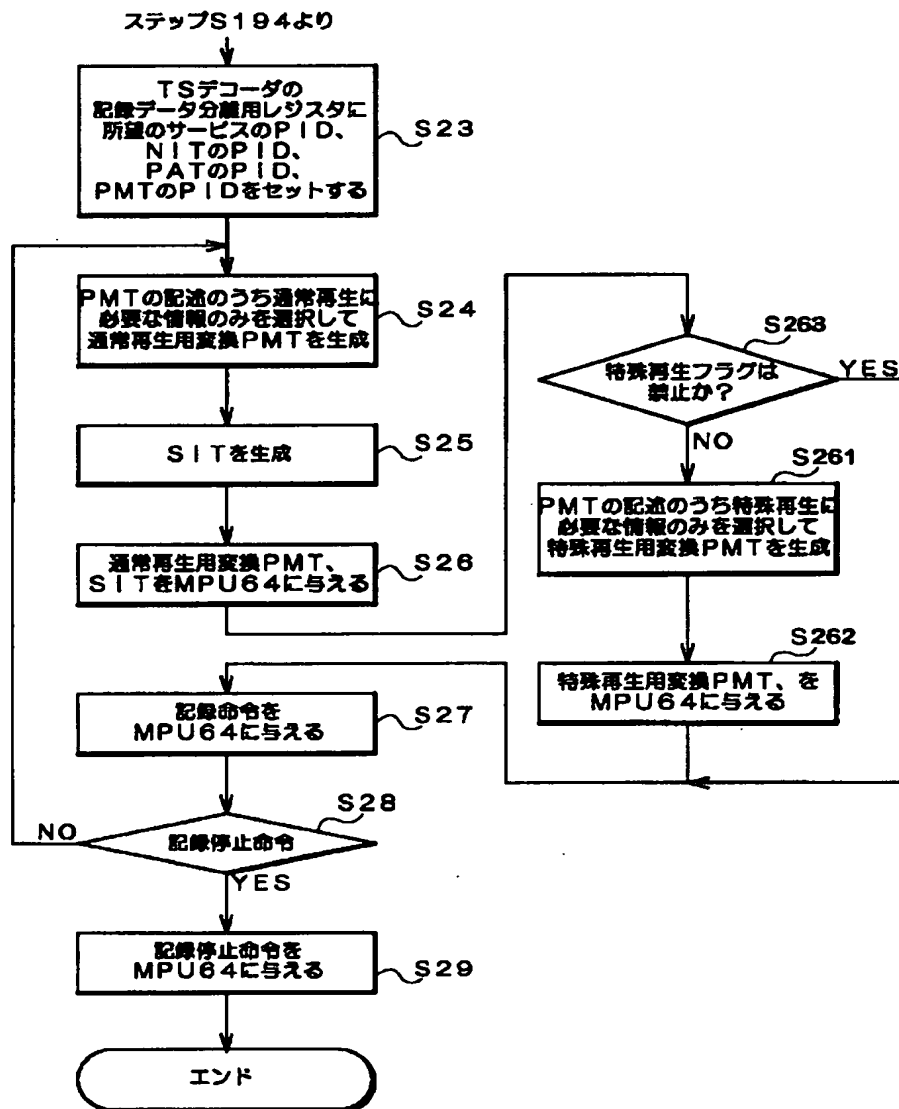 ステップS194より
TSデコーダの
記録データ分離用レジスタに
所望のサービスのPID、
NITのPID、
PATのPID、
PMTのPIDをセットする
S23
PMTの記述のうち通常再生に
必要な情報のみを選択して
通常再生用変換PMTを生成
S24
SITを生成
S25
通常再生用変換PMT、
SITをMPU64に与える
S26
特殊再生フラグは
禁止か?
S263
YES
NO
PMTの記述のうち特殊再生に
必要な情報のみを選択して
特殊再生用変換PMTを生成
S261
特殊再生用変換PMT、を
MPU64に与える
S262
記録命令を
MPU64に与える
S27
記録停止命令
S28
NO
YES
記録停止命令を
MPU64に与える
S29
エンド